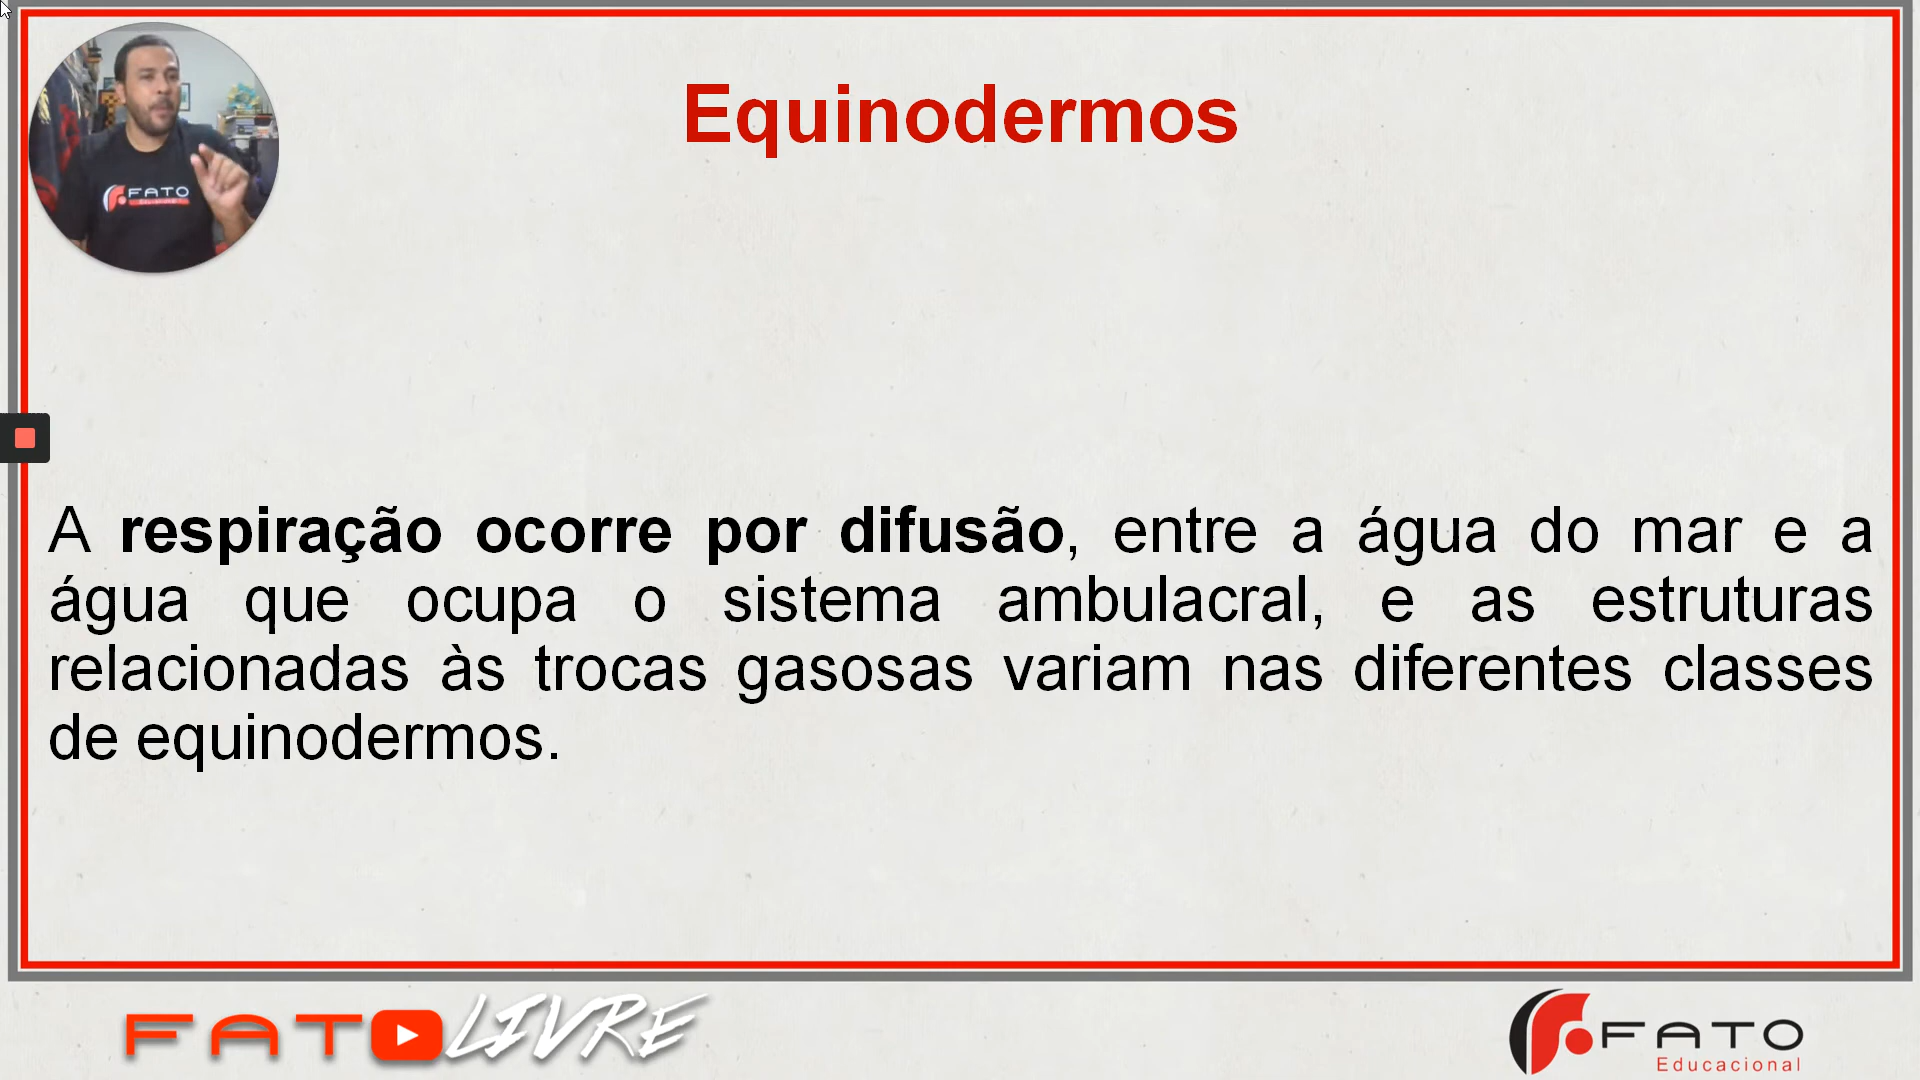 Equinodermos
FATO
A respiração ocorre por difusão, entre a água do mar e a
água que ocupa o sistema ambulacral, e as estruturas
relacionadas às trocas gasosas variam nas diferentes classes
de equinodermos.
FATO LIVRE
FATO
Educacional